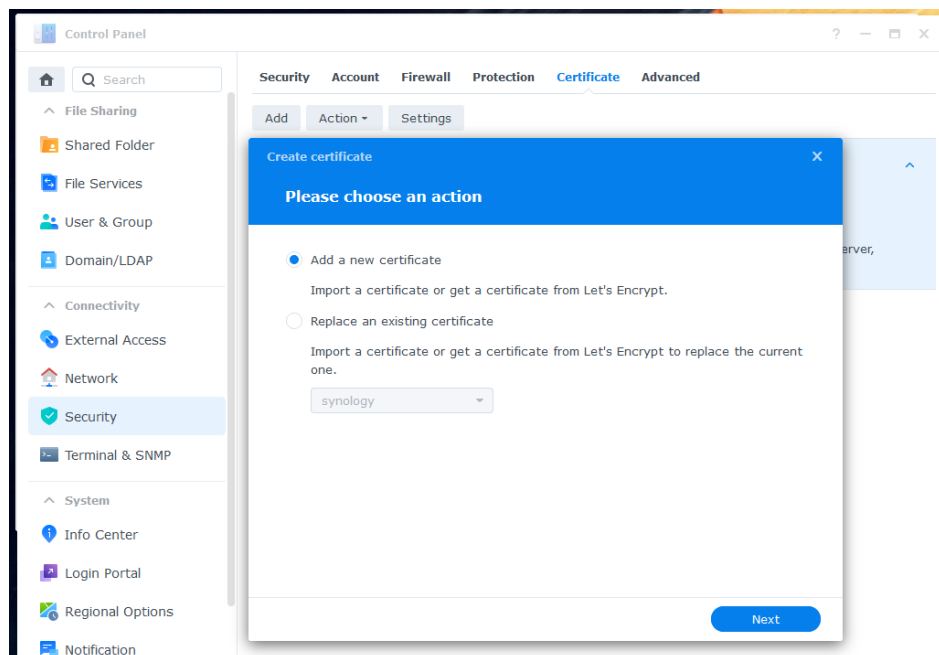 Control Panel
?
Search
File Sharing
Shared Folder
File Services
User & Group
Domain/LDAP
Connectivity
External Access
Network
Security
Terminal & SNMP
System
Info Center
Login Portal
Regional Options
Notification
Security Account Firewall Protection Certificate Advanced
Add Action Settings
Create certificate
Please choose an action
Add a new certificate
Import a certificate or get a certificate from Let's Encrypt.
Replace an existing certificate
Import a certificate or get a certificate from Let's Encrypt to replace the current
one.
synology
Next